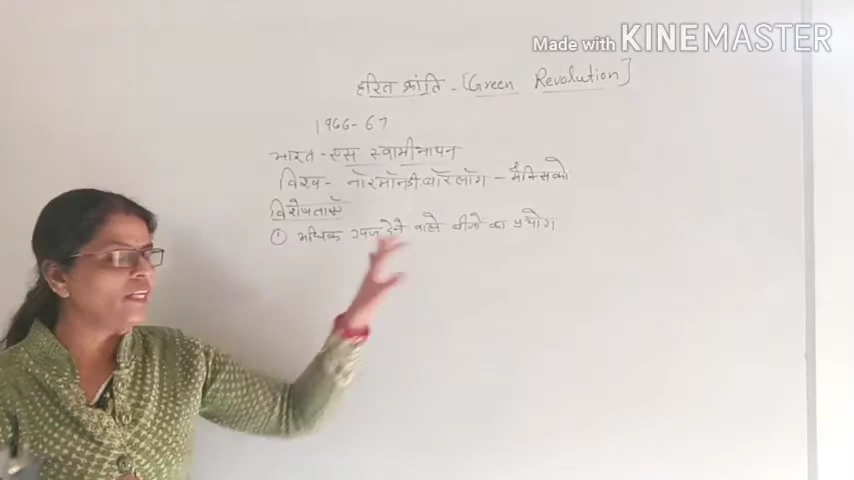 Made with KINEMASTER
हरित क्रांति - [Green Revolution]
1966-67
भारत - एस स्वामीनाथन
विश्व - नॉरमॉन ई बॉरलॉग - मैक्सिको
विशेषताएँ
① अधिक उपज देने वाले बीजो का प्रयोग